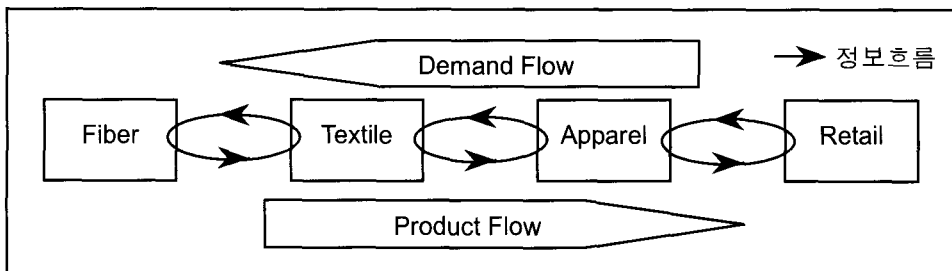 Demand Flow
정보흐름
Fiber
Textile
Apparel
Retail
Product Flow